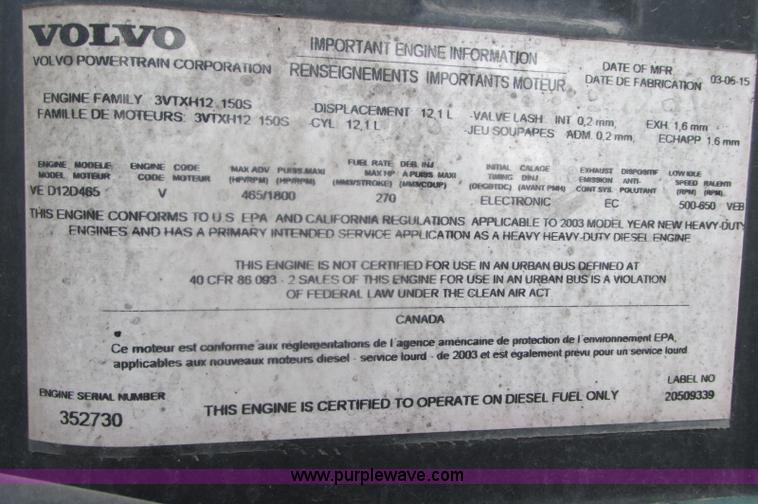 VOLVO
VOLVO POWERTRAIN CORPORATION
IMPORTANT ENGINE INFORMATION
RENSEIGNEMENTS IMPORTANTS MOTEUR
DATE OF MFR
DATE DE FABRICATION 03-05-15
ENGINE FAMILY 3VTXH12 150S
FAMILLE DE MOTEURS: 3VTXH12 150S
-DISPLACEMENT 12,1 L
-CYL 12,1 L
-VALVE LASH INT 0,2 mm, EXH 1,6 mm
-JEU SOUPAPES ADM. 0,2 mm, ECHAPP 1.6 mm
ENGINE MODELE ENGINE CODE MAX ADV PUISS.MAXI FUEL RATE DEB. INJ INITIAL CALAGE EXHAUST DISPOSITIF LOW IDLE
MODEL MOTEUR CODE MOTEUR (HP/RPM) (HP/RPM) MAX HP A PUISS MAXI TIMING D'INJ EMISSION ANTI- SPEED RALENTI
(MM3/STROKE) (MM3/COUP) (DEGBTDC) (AVANT PMH) CONT SYS. POLLUTANT (RPM) (RPM)
VE D12D465 V 465/1800 270 ELECTRONIC EC 500-650 VEB
THIS ENGINE CONFORMS TO U S EPA AND CALIFORNIA REGULATIONS APPLICABLE TO 2003 MODEL YEAR NEW HEAVY-DUTY
ENGINES AND HAS A PRIMARY INTENDED SERVICE APPLICATION AS A HEAVY HEAVY-DUTY DIESEL ENGINE
THIS ENGINE IS NOT CERTIFIED FOR USE IN AN URBAN BUS DEFINED AT
40 CFR 86 093 - 2 SALES OF THIS ENGINE FOR USE IN AN URBAN BUS IS A VIOLATION
OF FEDERAL LAW UNDER THE CLEAN AIR ACT
CANADA
Ce moteur est conforme aux réglementations de l'agence américaine de protection de l'environnement EPA,
applicables aux nouveaux moteurs diesel - service lourd - de 2003 et est également prévu pour un service lourd
ENGINE SERIAL NUMBER
352730
THIS ENGINE IS CERTIFIED TO OPERATE ON DIESEL FUEL ONLY
LABEL NO
20509339
www.purplewave.com